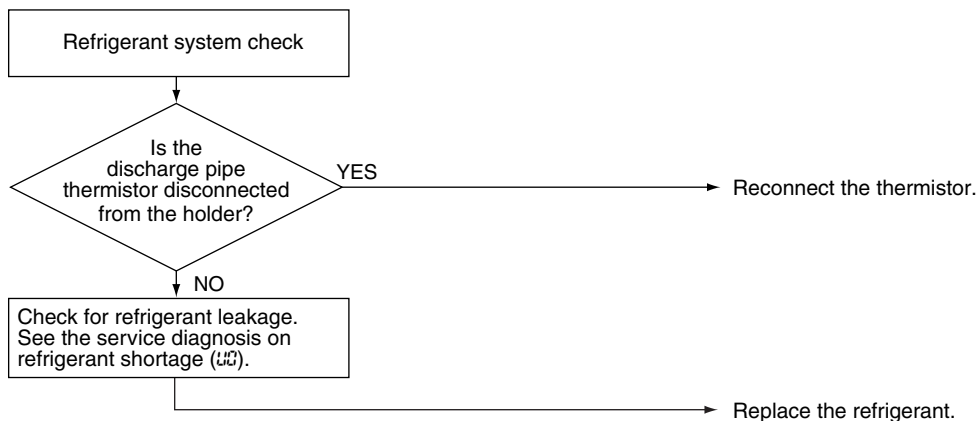 Refrigerant system check
Is the
discharge pipe
thermistor disconnected
from the holder?
YES
Reconnect the thermistor.
NO
Check for refrigerant leakage.
See the service diagnosis on
refrigerant shortage (U0).
Replace the refrigerant.